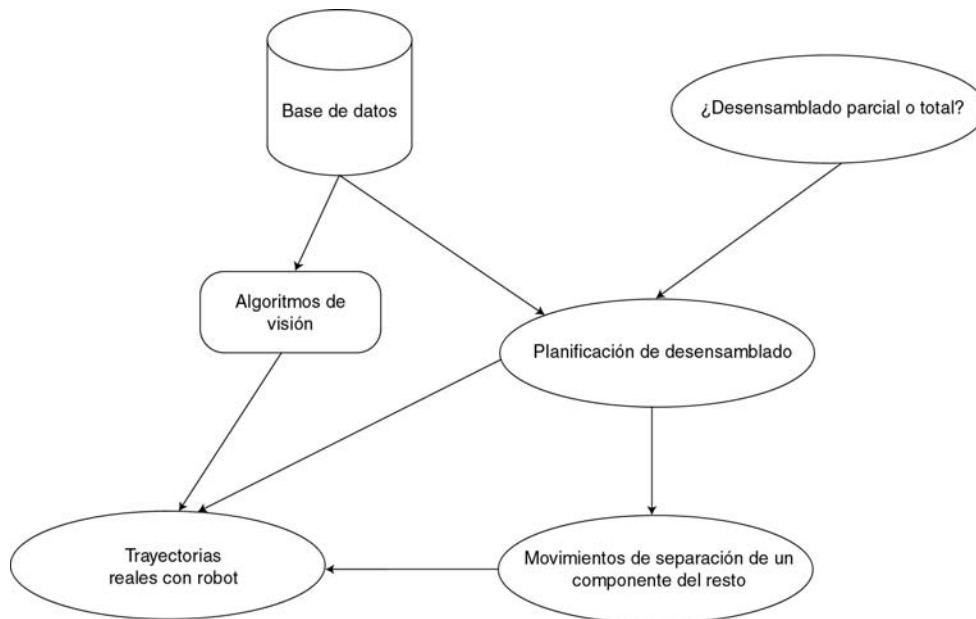 Base de datos
¿Desensamblado parcial o total?
Algoritmos de
visión
Planificación de desensamblado
Trayectorias
reales con robot
Movimientos de separación de un
componente del resto